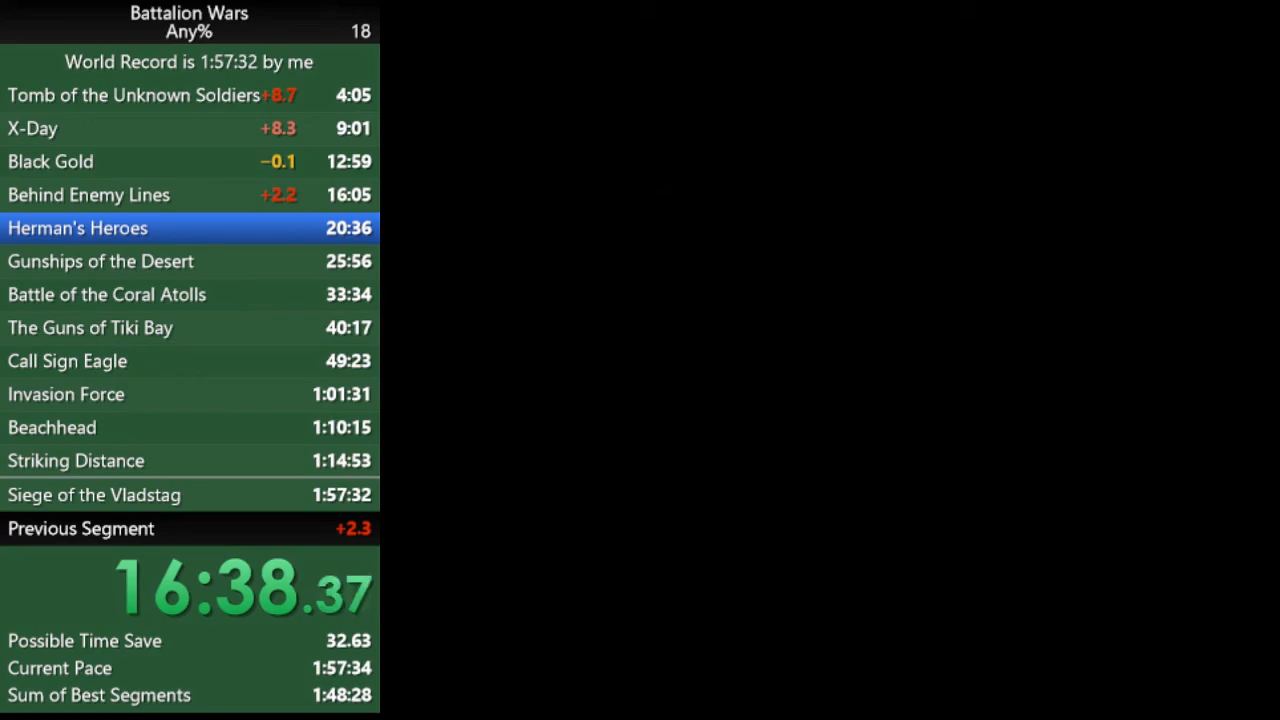 Battalion Wars
Any% 18
World Record is 1:57:32 by me
Tomb of the Unknown Soldiers +8.7 4:05
X-Day +8.3 9:01
Black Gold −0.1 12:59
Behind Enemy Lines +2.2 16:05
Herman's Heroes 20:36
Gunships of the Desert 25:56
Battle of the Coral Atolls 33:34
The Guns of Tiki Bay 40:17
Call Sign Eagle 49:23
Invasion Force 1:01:31
Beachhead 1:10:15
Striking Distance 1:14:53
Siege of the Vladstag 1:57:32
Previous Segment +2.3
16:38.37
Possible Time Save 32.63
Current Pace 1:57:34
Sum of Best Segments 1:48:28